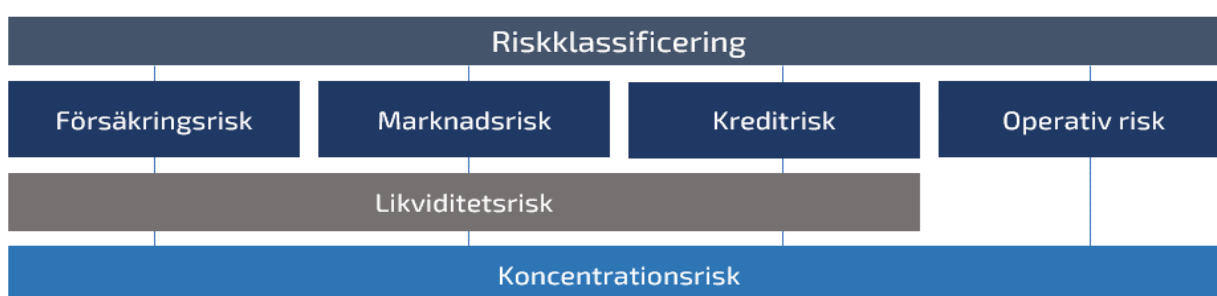 Riskklassificering
Försäkringsrisk
Marknadsrisk
Kreditrisk
Operativ risk
Likviditetsrisk
Koncentrationsrisk